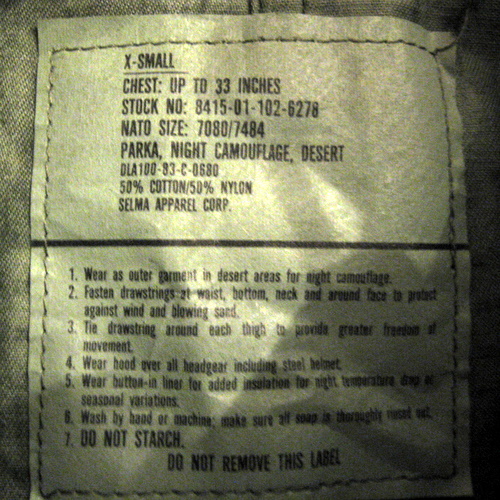 X-SMALL
CHEST: UP TO 33 INCHES
STOCK NO: 8415-01-102-6278
NATO SIZE: 7080/7484
PARKA, NIGHT CAMOUFLAGE, DESERT
DLA100-83-C-0680
50% COTTON/50% NYLON
SELMA APPAREL CORP.
1. Wear as outer garment in desert areas for night camouflage.
2. Fasten drawstrings at waist, bottom, neck and around face to protect
against wind and blowing sand.
3. Tie drawstring around each thigh to provide greater freedom of
movement.
4. Wear hood over all headgear including steel helmet.
5. Wear button-in liner for added insulation for night temperature drop or
seasonal variations.
6. Wash by hand or machine; make sure all soap is thoroughly rinsed out.
7. DO NOT STARCH.
DO NOT REMOVE THIS LABEL